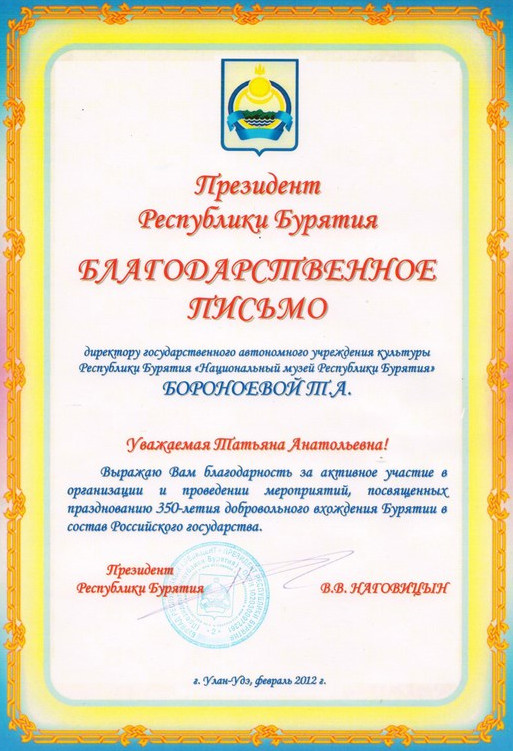 Президент
Республики Бурятия
БЛАГОДАРСТВЕННОЕ
ПИСЬМО
директору государственного автономного учреждения культуры
Республики Бурятия «Национальный музей Республики Бурятия»
БОРОНОЕВОЙ Т.А.
Уважаемая Татьяна Анатольевна!
Выражаю Вам благодарность за активное участие в
организации и проведении мероприятий, посвященных
празднованию 350-летия добровольного вхождения Бурятии в
состав Российского государства.
Президент
Республики Бурятия
В.В. НАГОВИЦЫН
г. Улан-Удэ, февраль 2012 г.